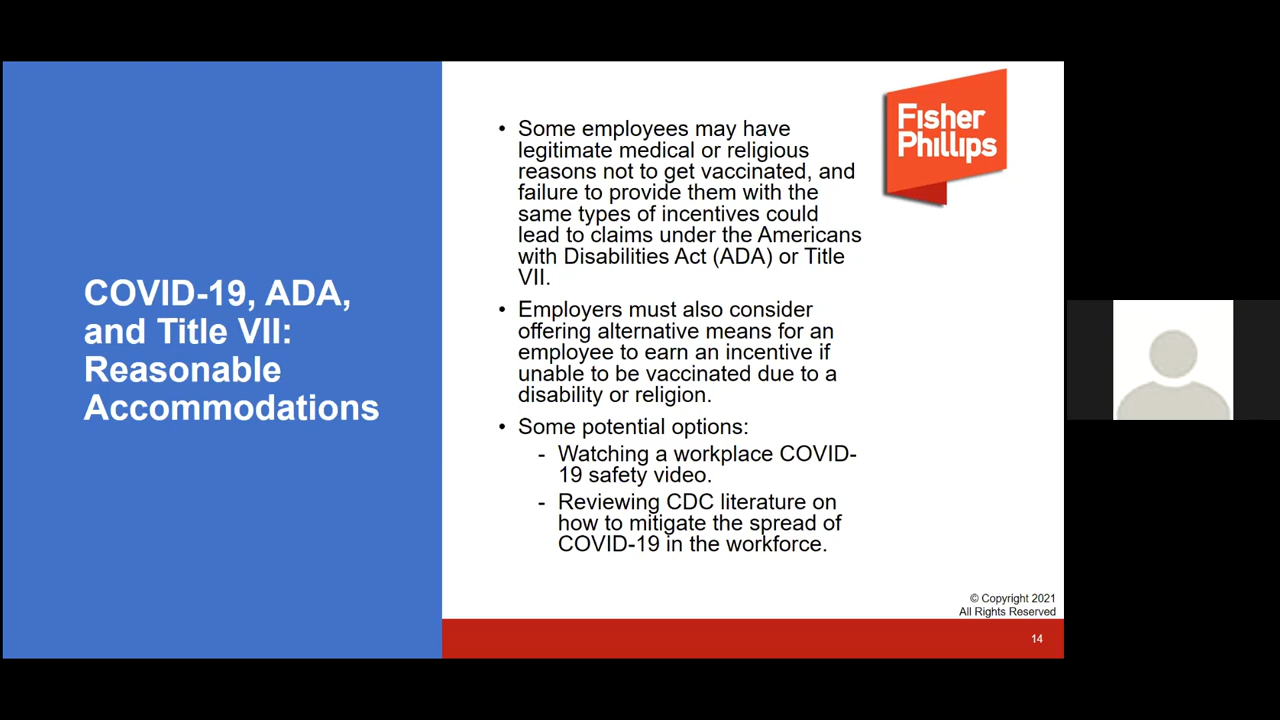 COVID-19, ADA,
and Title VII:
Reasonable
Accommodations
• Some employees may have
legitimate medical or religious
reasons not to get vaccinated, and
failure to provide them with the
same types of incentives could
lead to claims under the Americans
with Disabilities Act (ADA) or Title
VII.
• Employers must also consider
offering alternative means for an
employee to earn an incentive if
unable to be vaccinated due to a
disability or religion.
• Some potential options:
- Watching a workplace COVID-
19 safety video.
- Reviewing CDC literature on
how to mitigate the spread of
COVID-19 in the workforce.
Fisher
Phillips
© Copyright 2021
All Rights Reserved
14